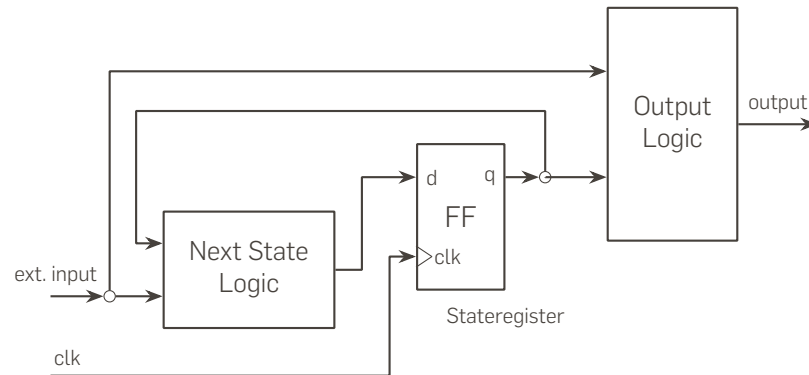 Output
Logic
output
d
q
FF
clk
Next State
Logic
ext. input
Stateregister
clk